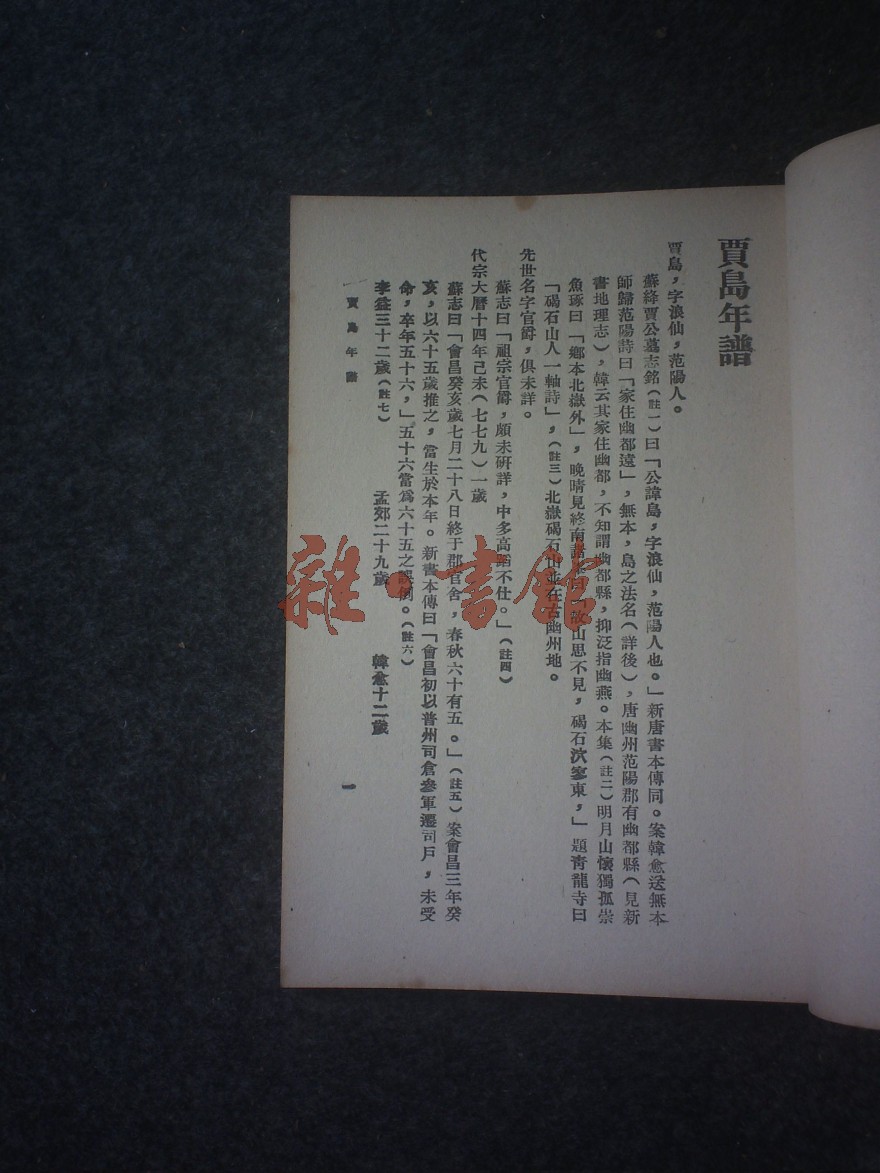 賈島年譜
賈島，字浪仙，范陽人。
蘇絳賈公墓志銘（註一）曰「公諱島，字浪仙，范陽人也。」新唐書本傳同。案韓愈送無本
師歸范陽詩曰「家住幽都遠」，無本，島之法名（詳後），唐幽州范陽郡有幽都縣（見新
書地理志），韓云其家住幽都，不知謂幽都縣，抑泛指幽燕。本集（註二）明月山懷獨孤崇
魚琢曰「鄉本北嶽外」，晚晴見終南諸峯曰「故山思不見，碣石泬寥東，」題青龍寺曰
「碣石山人一軸詩」，（註三）北嶽碣石山並在古幽州地。
先世名字官爵，俱未詳。
蘇志曰「祖宗官爵，頗未研詳，中多高蹈不仕。」（註四）
代宗大曆十四年己未（七七九）一歲
蘇志曰「會昌癸亥歲七月二十八日終于郡官舍，春秋六十有五。」（註五）案會昌三年癸
亥，以六十五歲推之，當生於本年。新書本傳曰「會昌初以普州司倉參軍遷司戶，未受
命，卒年五十六，」五十六當爲六十五之誤倒。（註六）
李益三十二歲（註七）　孟郊二十九歲　韓愈十二歲
賈島年譜
一
雜·書館